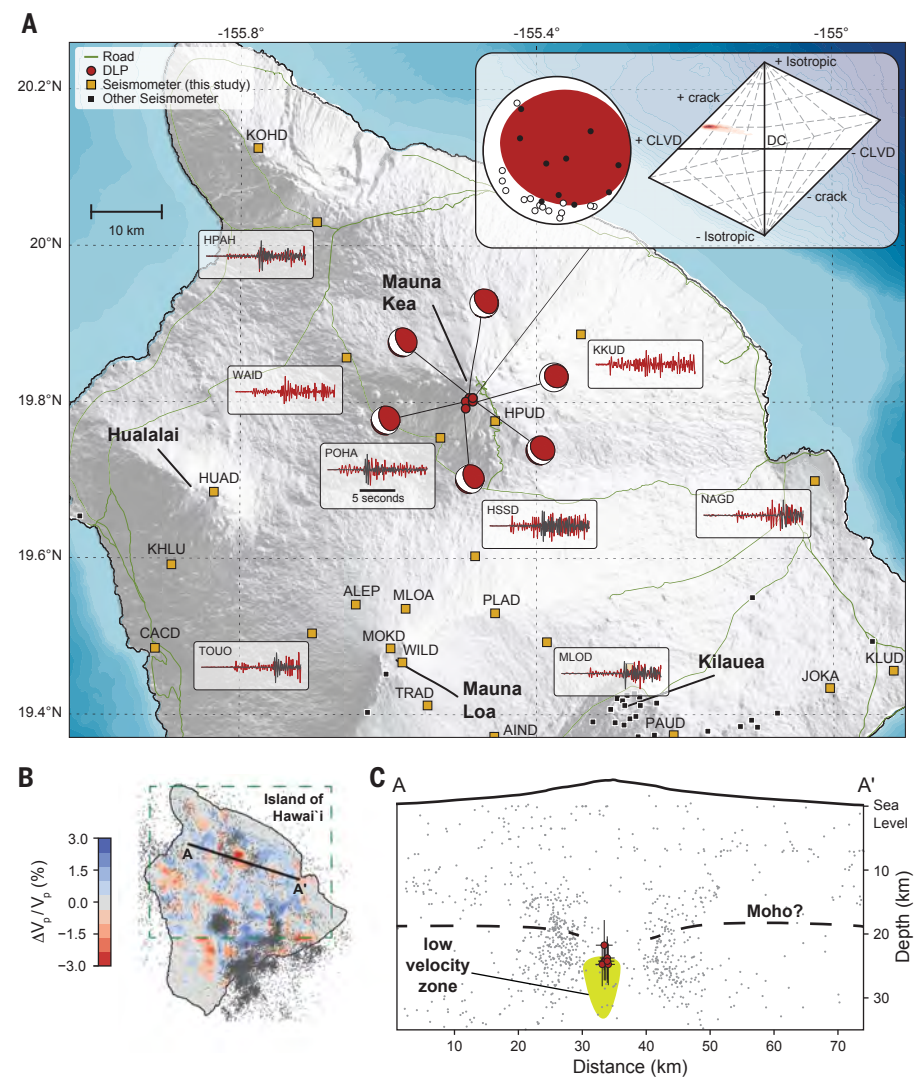 A
-155.8
-155.4
-155°
Road
DLP
Seismometer (this study)
Other Seismometer
20.2°N
20°N
19.8°N
19.6°N
19.4°N
10 km
+ Isotropic
+ crack
+ CLVD
DC
- CLVD
- crack
- Isotropic
KOHD
HPAH
Mauna
Kea
KKUD
WAID
HPUD
Hualalai
POHA
5 seconds
HUAD
HSSD
NAGD
KHLU
ALEP
MLOA
PLAD
CACD
MOKD
WILD
TOUO
MLOD
Kilauea
KLUD
JOKA
Mauna
Loa
TRAD
AIND
PAUD
B
Island of
Hawai`i
ΔVp / Vp (%)
3.0
1.5
0.0
−1.5
−3.0
A
A'
C
A
A'
Sea
Level
10
20
30
Depth (km)
Moho?
low
velocity
zone
10
20
30
40
50
60
70
Distance (km)